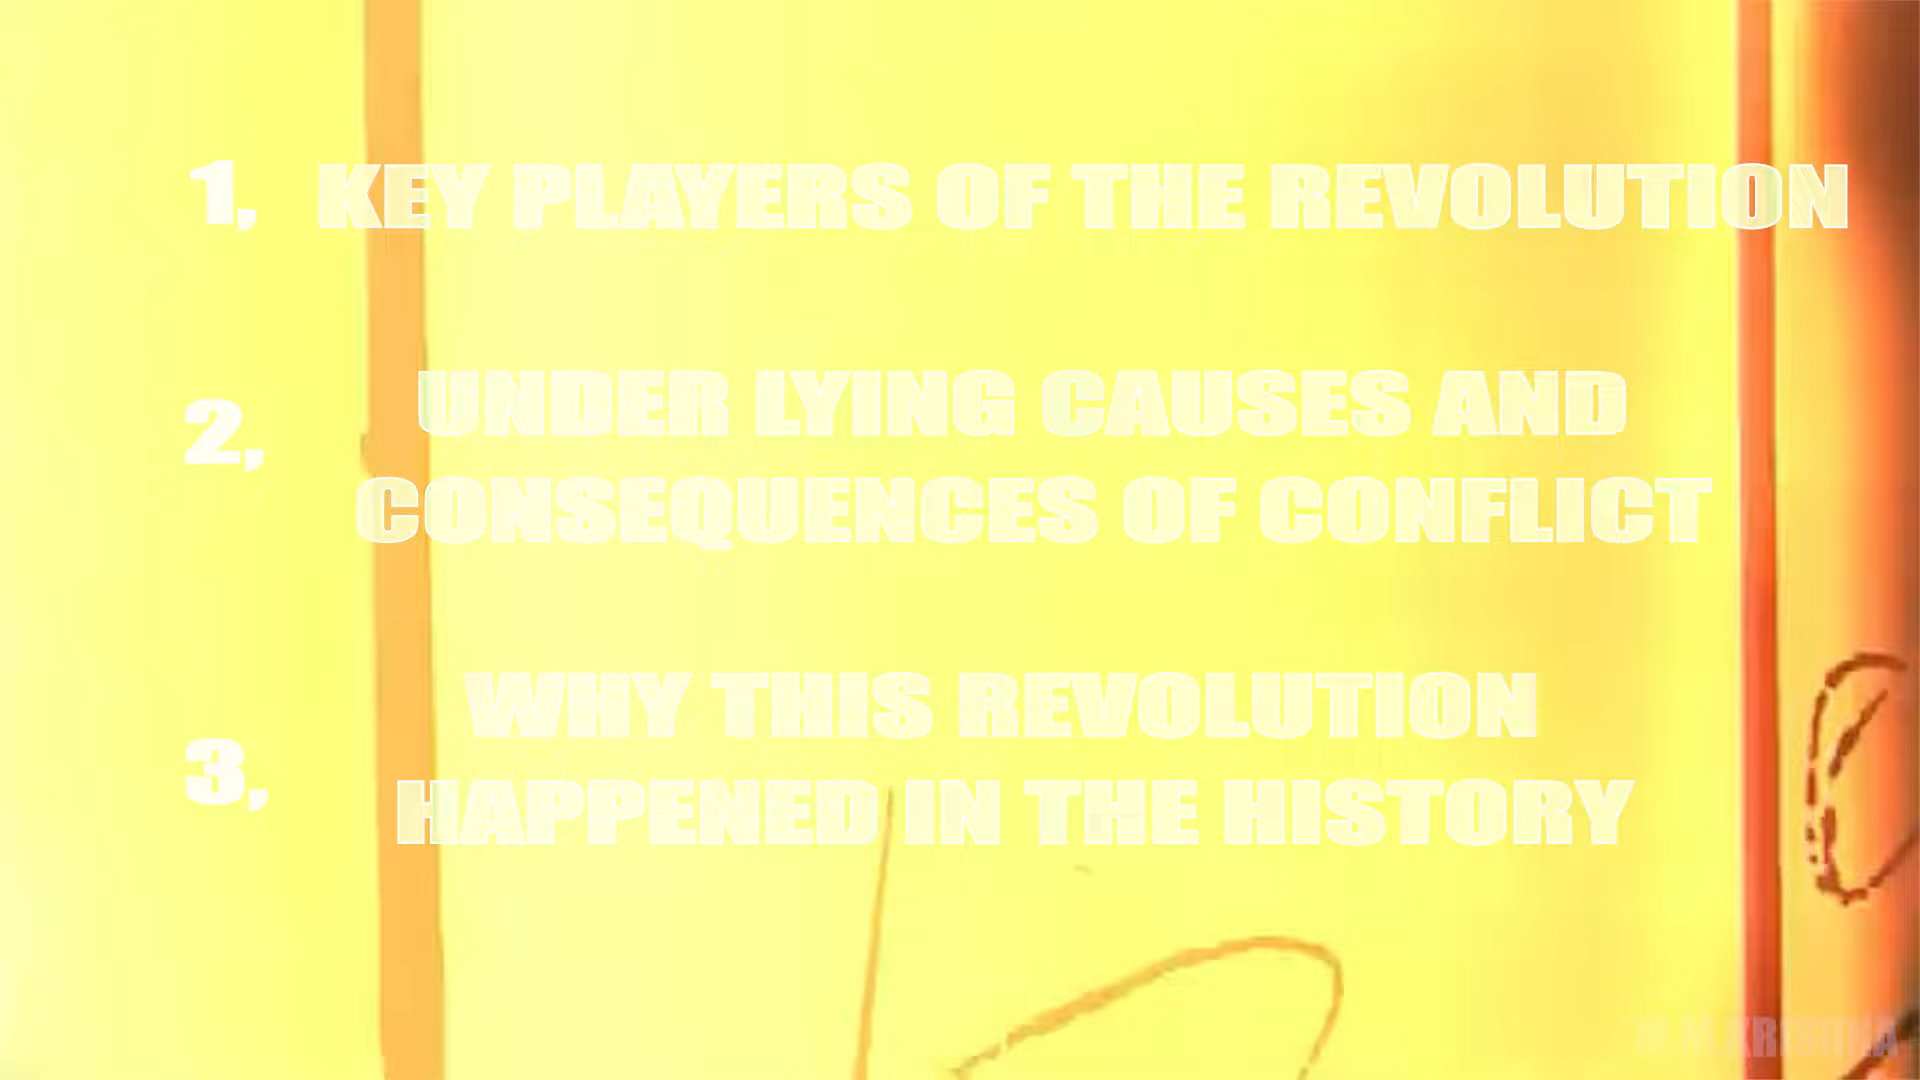 1, KEY PLAYERS OF THE REVOLUTION
2, UNDER LYING CAUSES AND
CONSEQUENCES OF CONFLICT
3, WHY THIS REVOLUTION
HAPPENED IN THE HISTORY